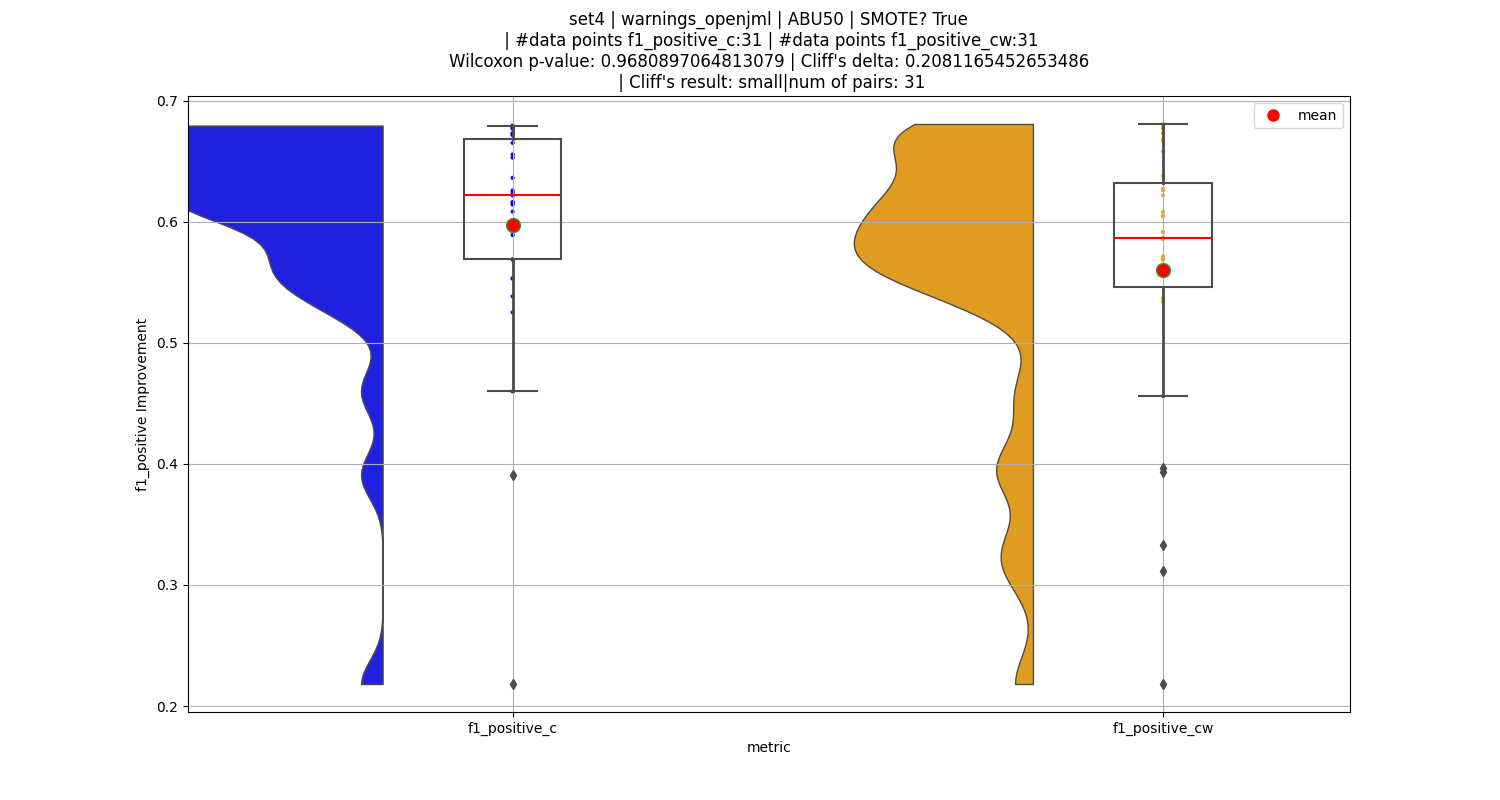 set4 | warnings_openjml | ABU50 | SMOTE? True
| #data points f1_positive_c:31 | #data points f1_positive_cw:31
Wilcoxon p-value: 0.9680897064813079 | Cliff's delta: 0.2081165452653486
| Cliff's result: small|num of pairs: 31
mean
0.7
0.6
0.5
0.4
0.3
0.2
f1_positive Improvement
f1_positive_c
f1_positive_cw
metric